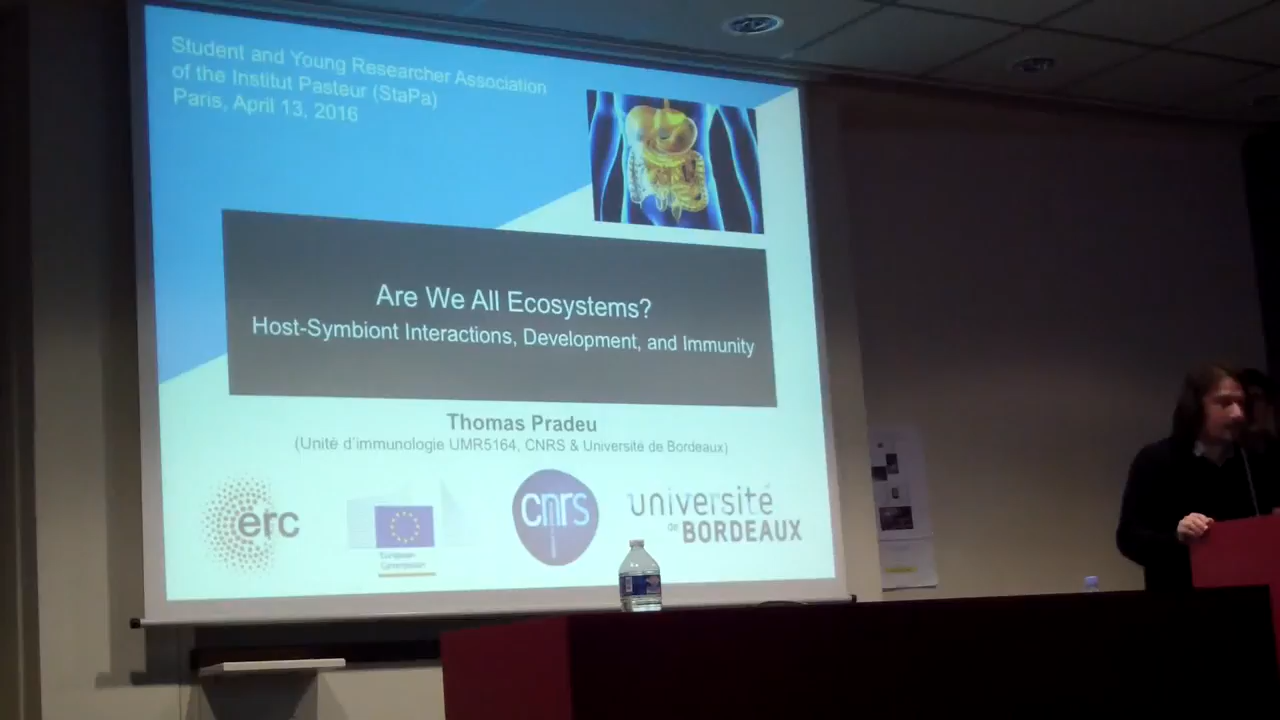 Student and Young Researcher Association
of the Institut Pasteur (StaPa)
Paris, April 13, 2016
Are We All Ecosystems?
Host-Symbiont Interactions, Development, and Immunity
Thomas Pradeu
(Unité d'immunologie UMR5164, CNRS & Université de Bordeaux)
erc
European
Commission
cnrs
université
de BORDEAUX